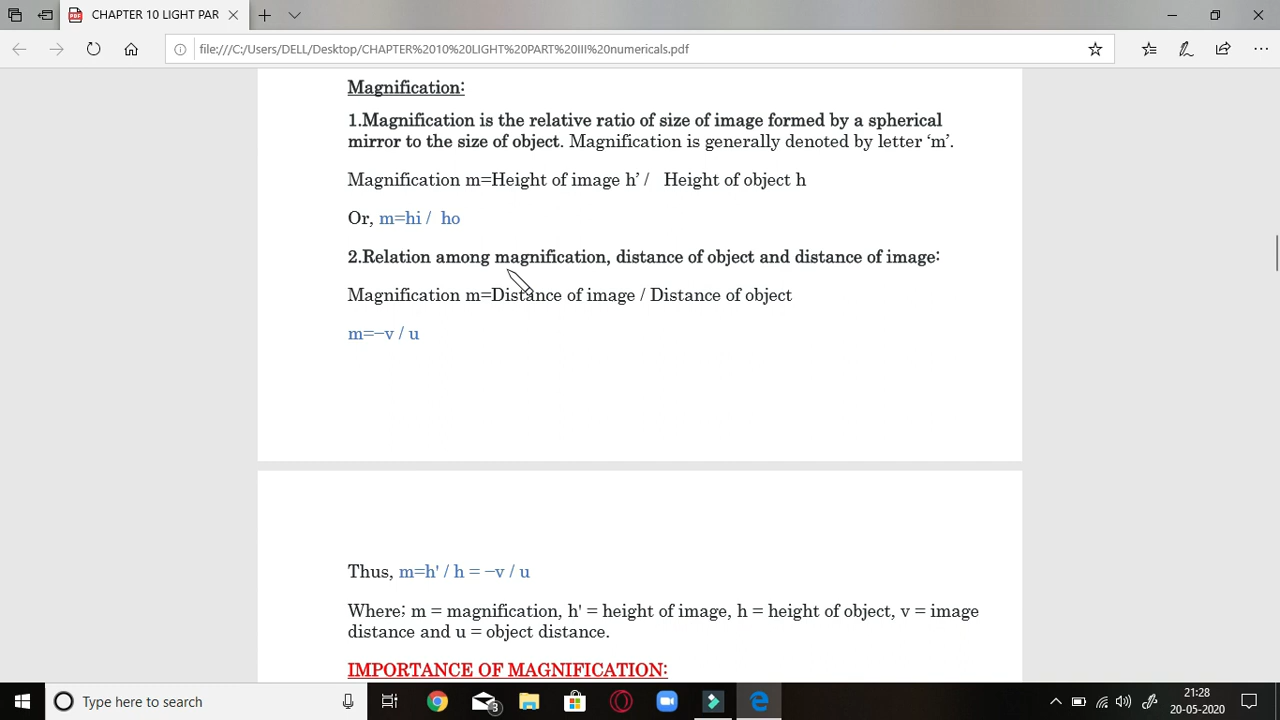 CHAPTER 10 LIGHT PAR
file:///C:/Users/DELL/Desktop/CHAPTER%2010%20LIGHT%20PART%20III%20numericals.pdf
Magnification:
1.Magnification is the relative ratio of size of image formed by a spherical
mirror to the size of object. Magnification is generally denoted by letter ‘m’.
Magnification m=Height of image h’ / Height of object h
Or, m=hi / ho
2.Relation among magnification, distance of object and distance of image:
Magnification m=Distance of image / Distance of object
m=−v / u
Thus, m=h' / h = −v / u
Where; m = magnification, h' = height of image, h = height of object, v = image
distance and u = object distance.
IMPORTANCE OF MAGNIFICATION:
Type here to search
3
21:28
20-05-2020